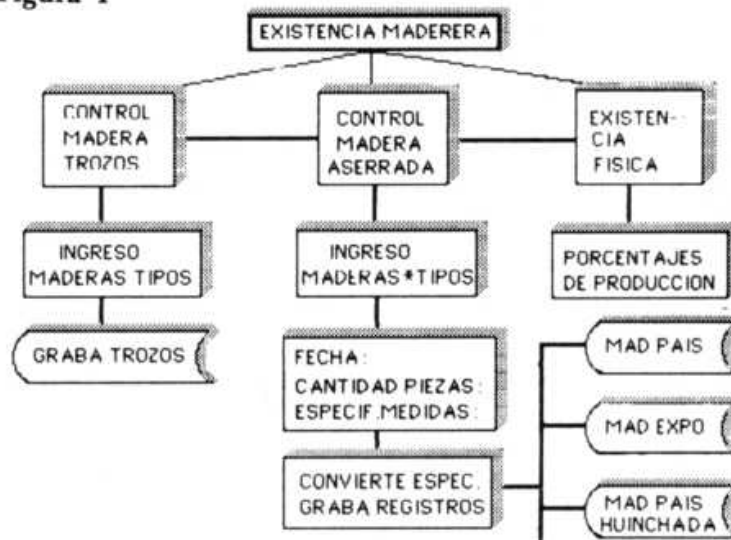 Figura 1
EXISTENCIA MADERERA
CONTROL
MADERA
TROZOS
CONTROL
MADERA
ASERRADA
EXISTEN-
CIA
FISICA
INGRESO
MADERAS TIPOS
INGRESO
MADERAS*TIPOS
PORCENTAJES
DE PRODUCCION
GRABA TROZOS
FECHA:
CANTIDAD PIEZAS:
ESPECIF.MEDIDAS:
MAD PAIS
MAD EXPO
CONVIERTE ESPEC.
GRABA REGISTROS
MAD PAIS
HUINCHADA